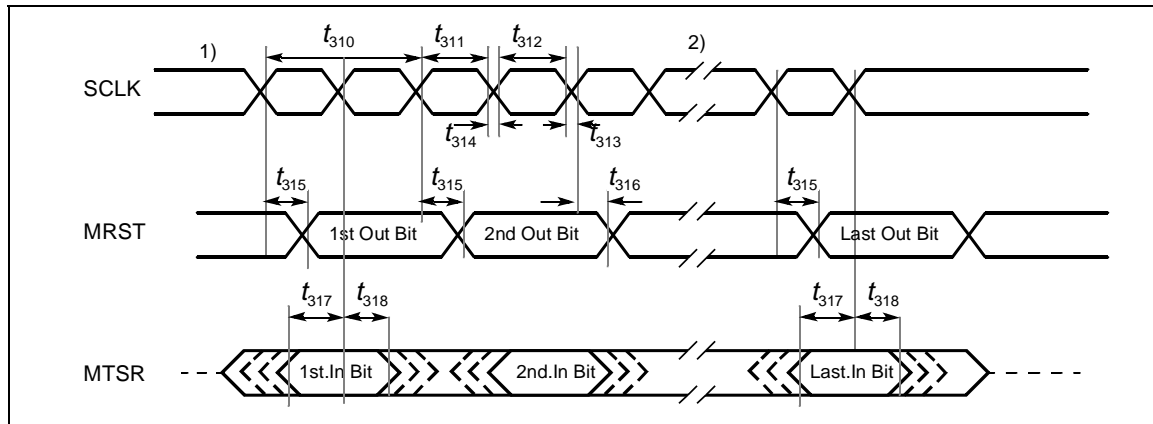 1) t310 t311 t312 2)
SCLK
t314 t313
t315 t315 t316 t315
MRST 1st Out Bit 2nd Out Bit Last Out Bit
t317 t318 t317 t318
MTSR 1st.In Bit 2nd.In Bit Last.In Bit